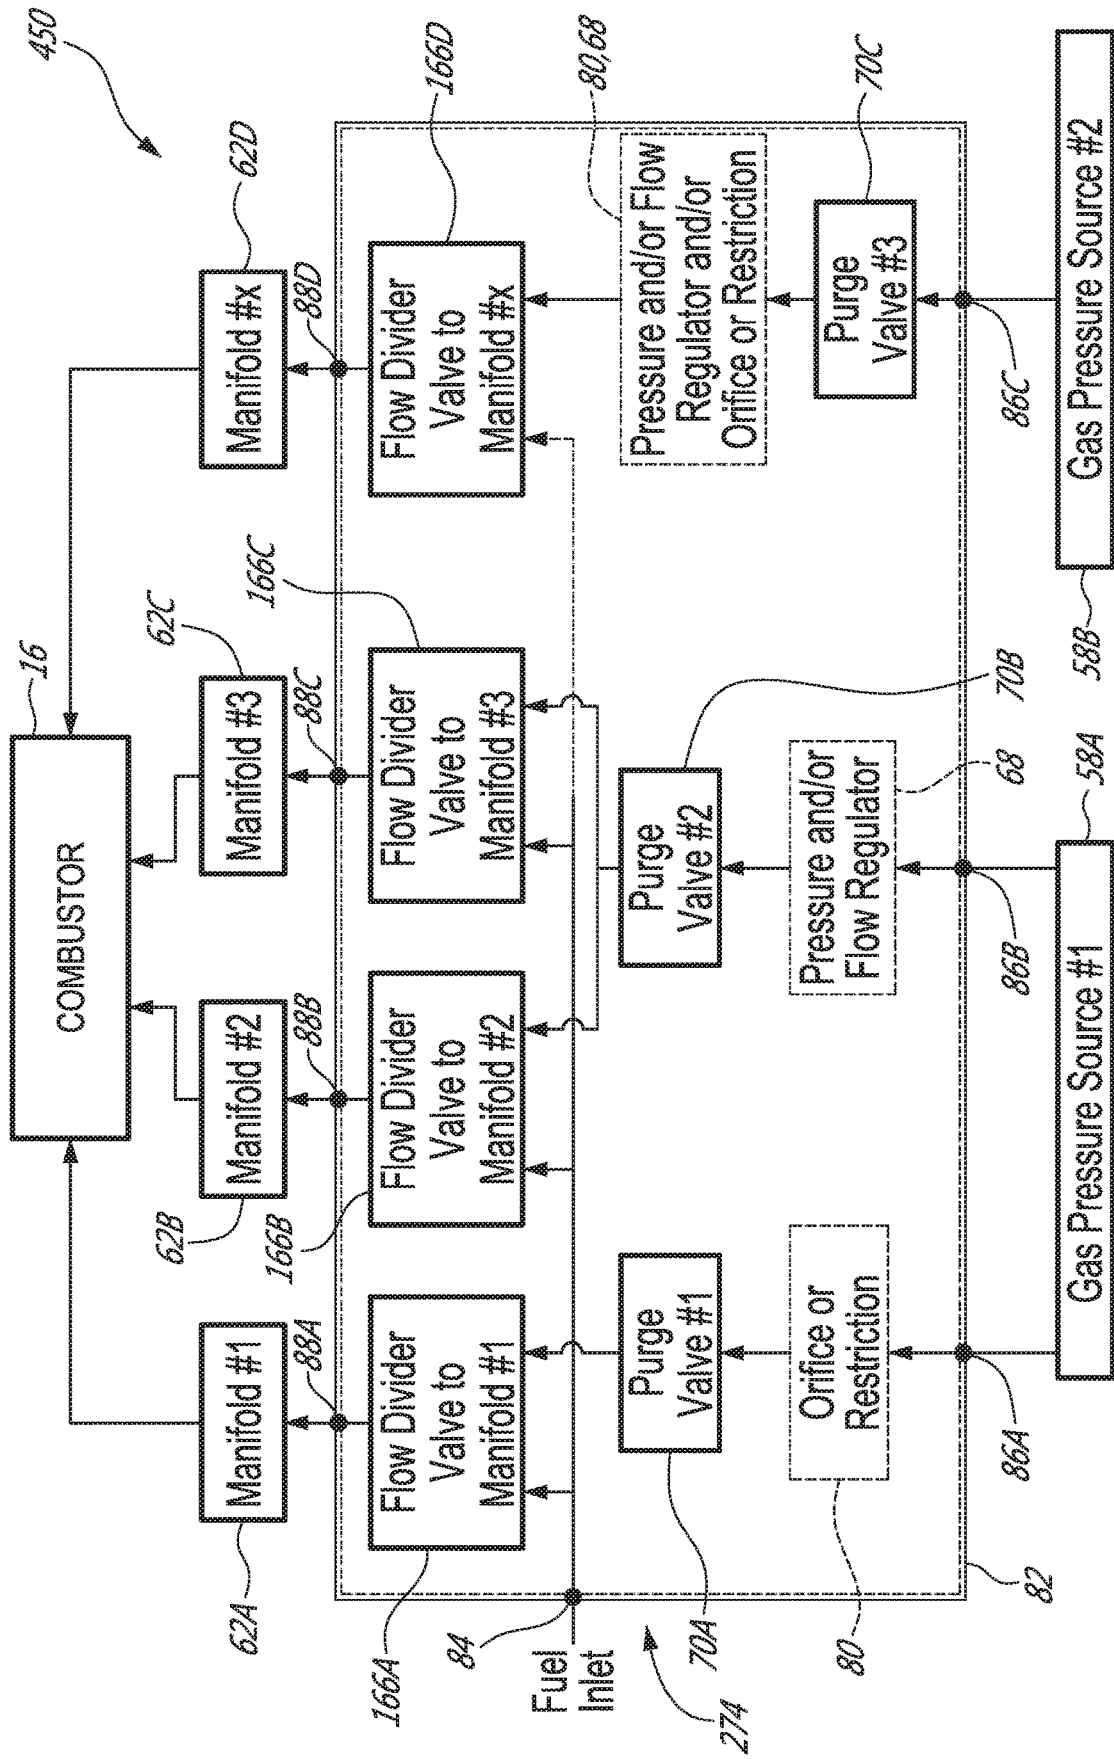 450
16
COMBUSTOR
62A
Manifold #1
62B
Manifold #2
62C
Manifold #3
62D
Manifold #x
88A
88B
88C
88D
166A
Flow Divider
Valve to
Manifold #1
166B
Flow Divider
Valve to
Manifold #2
166C
Flow Divider
Valve to
Manifold #3
166D
Flow Divider
Valve to
Manifold #x
84
Fuel
Inlet
274
70A
Purge
Valve #1
70B
Purge
Valve #2
80,68
Pressure and/or Flow
Regulator and/or
Orifice or Restriction
80
Orifice or
Restriction
68
Pressure and/or
Flow Regulator
70C
Purge
Valve #3
82
86A
86B
86C
58A
Gas Pressure Source #1
58B
Gas Pressure Source #2